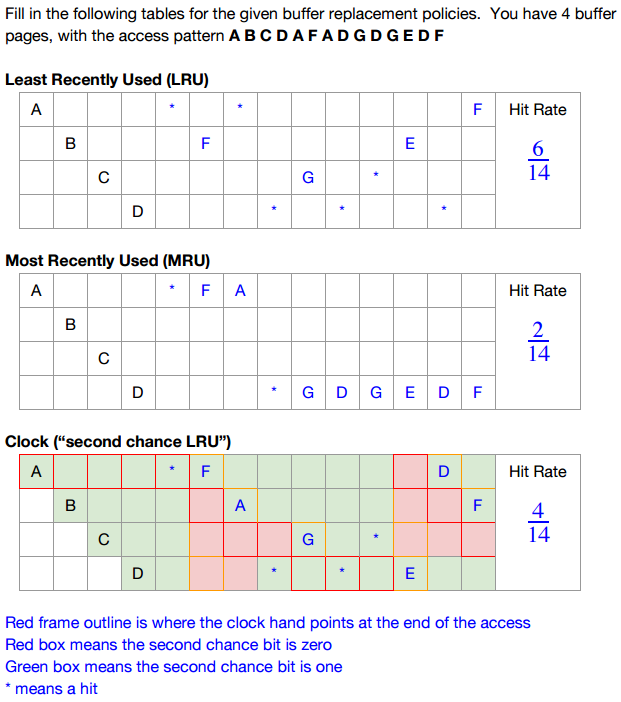 Fill in the following tables for the given buffer replacement policies.  You have 4 buffer
pages, with the access pattern A B C D A F A D G D G E D F
Least Recently Used (LRU)
A * * F Hit Rate
B F E 6
C G * 14
D * * *
Most Recently Used (MRU)
A * F A Hit Rate
B 2
C 14
D * G D G E D F
Clock (“second chance LRU”)
A * F D Hit Rate
B A F 4
C G * 14
D * * E
Red frame outline is where the clock hand points at the end of the access
Red box means the second chance bit is zero
Green box means the second chance bit is one
* means a hit